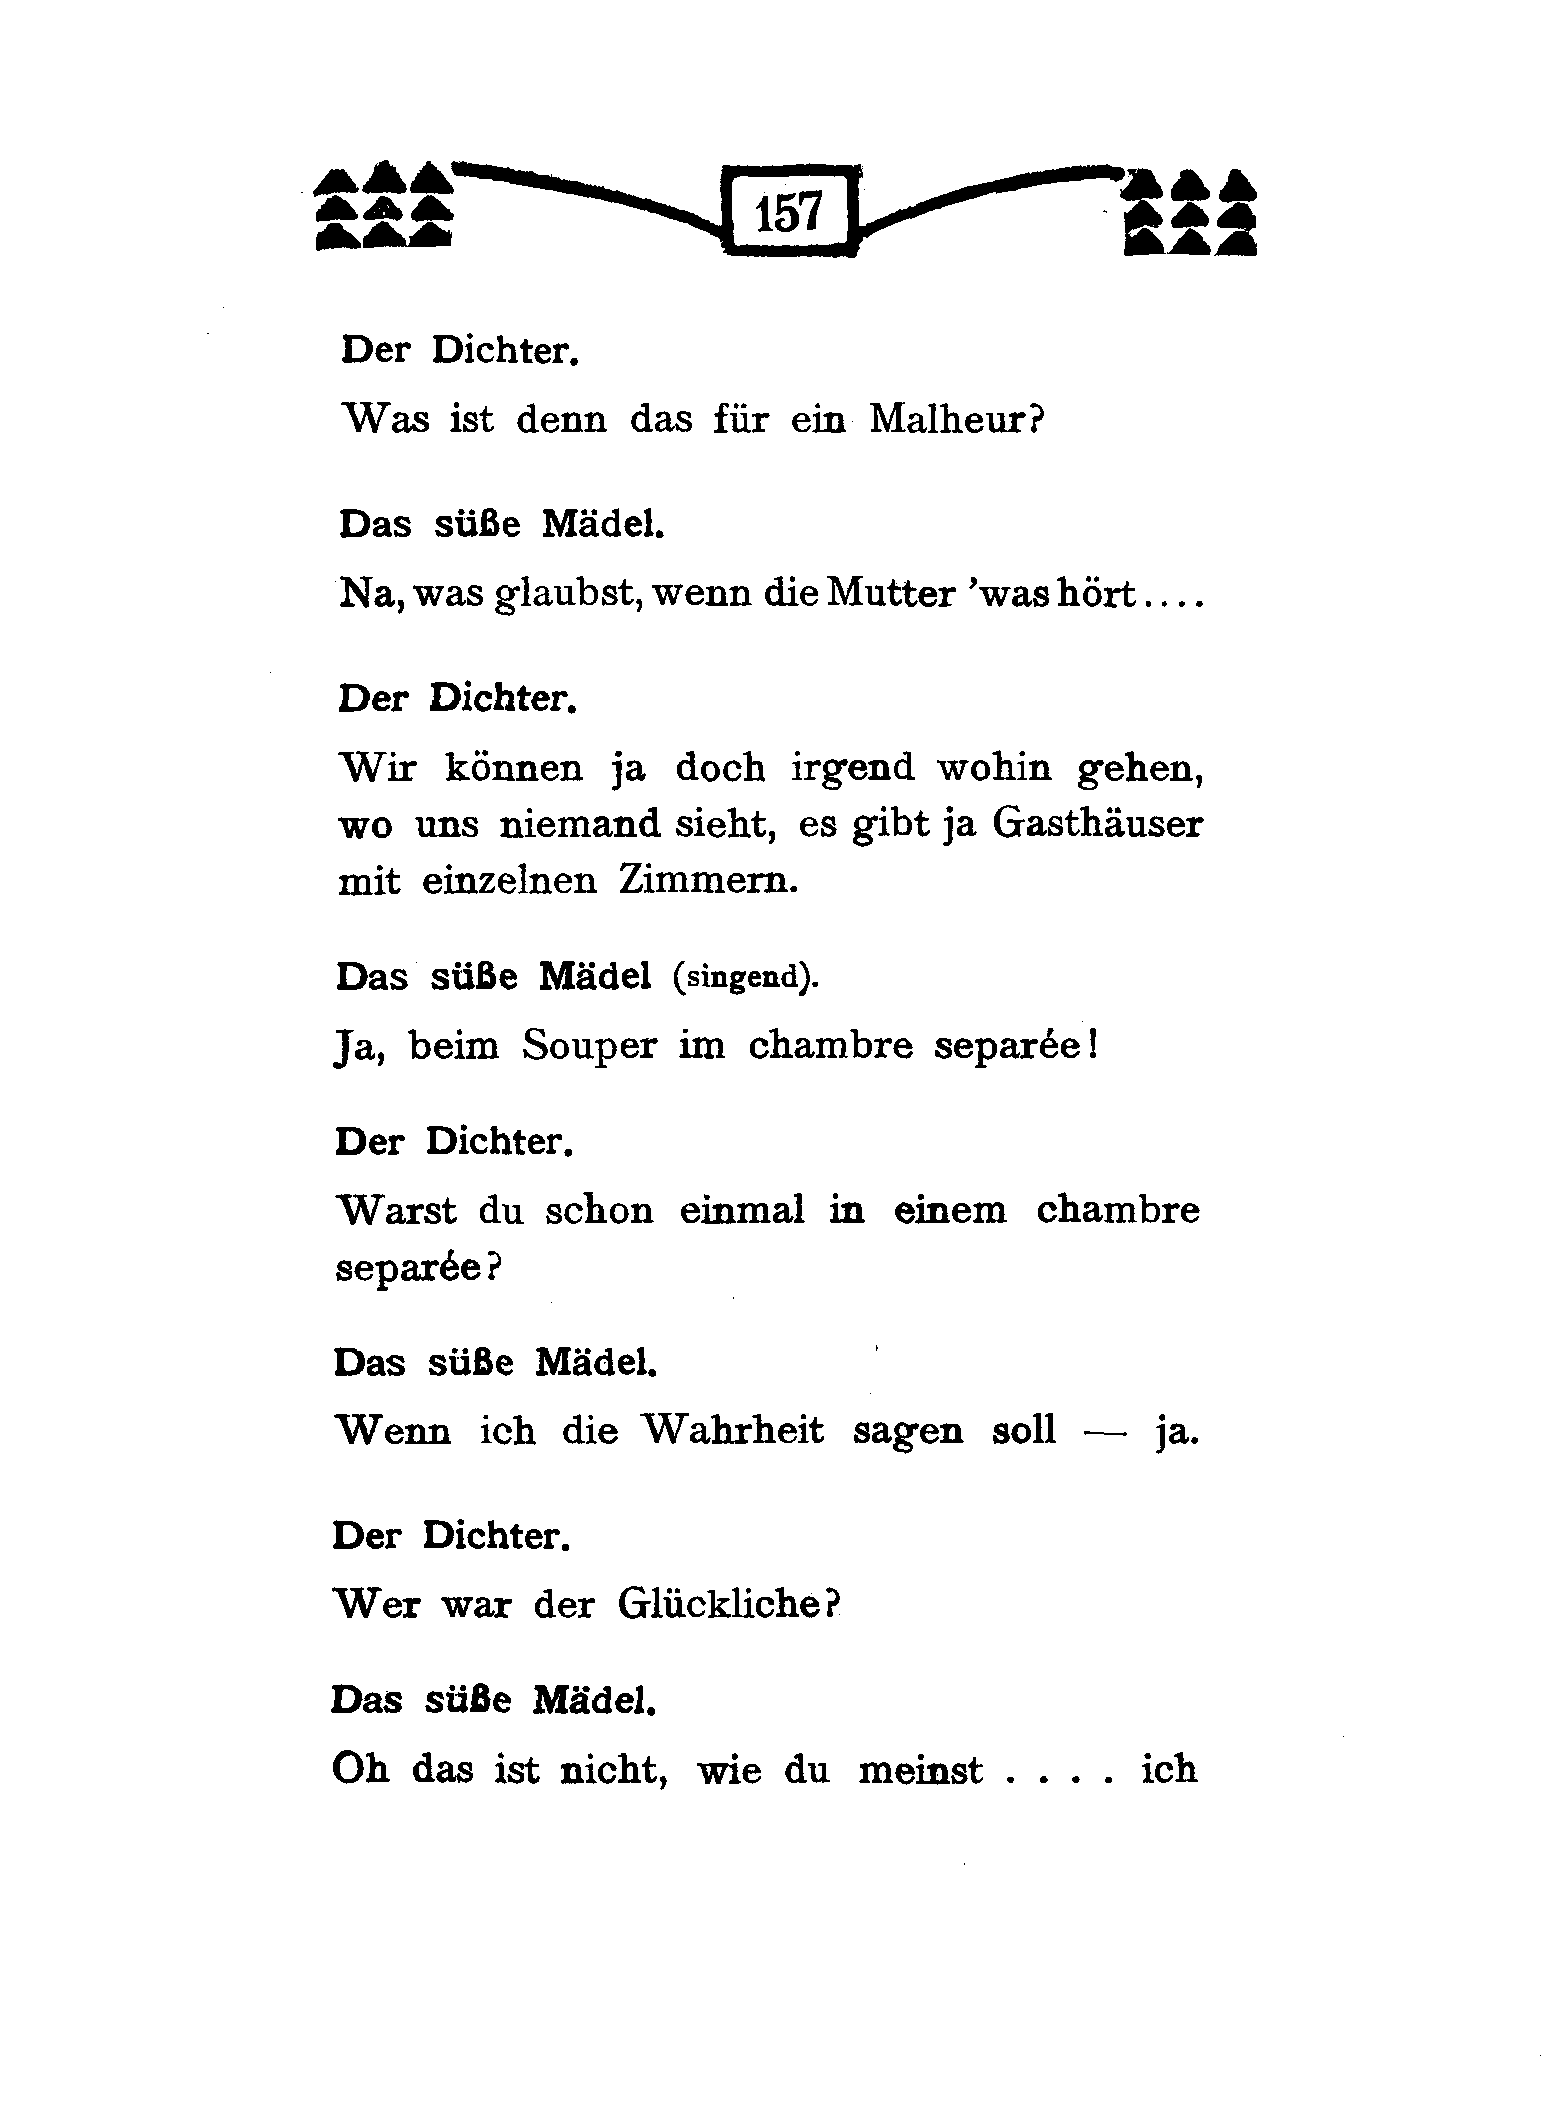 157
Der Dichter.
Was ist denn das für ein Malheur?
Das süße Mädel.
Na, was glaubst, wenn die Mutter ’was hört....
Der Dichter.
Wir können ja doch irgend wohin gehen,
wo uns niemand sieht, es gibt ja Gasthäuser
mit einzelnen Zimmern.
Das süße Mädel (singend).
Ja, beim Souper im chambre separée!
Der Dichter.
Warst du schon einmal in einem chambre
separée?
Das süße Mädel.
Wenn ich die Wahrheit sagen soll — ja.
Der Dichter.
Wer war der Glückliche?
Das süße Mädel.
Oh das ist nicht, wie du meinst . . . . ich